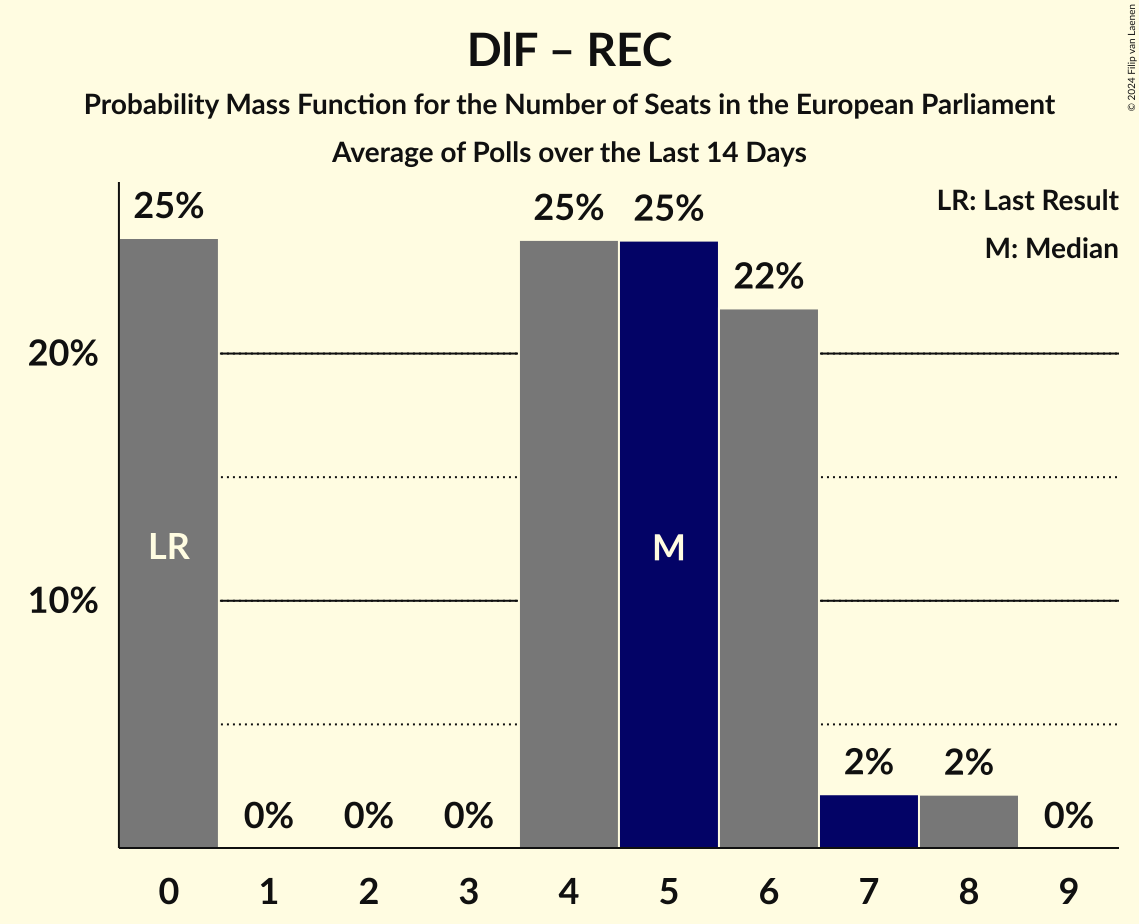 DIF – REC
Probability Mass Function for the Number of Seats in the European Parliament
Average of Polls over the Last 14 Days
© 2024 Filip van Laenen
LR: Last Result
M: Median
25%
25%
25%
22%
20%
LR
M
10%
0%
0%
0%
2%
2%
0%
0
1
2
3
4
5
6
7
8
9